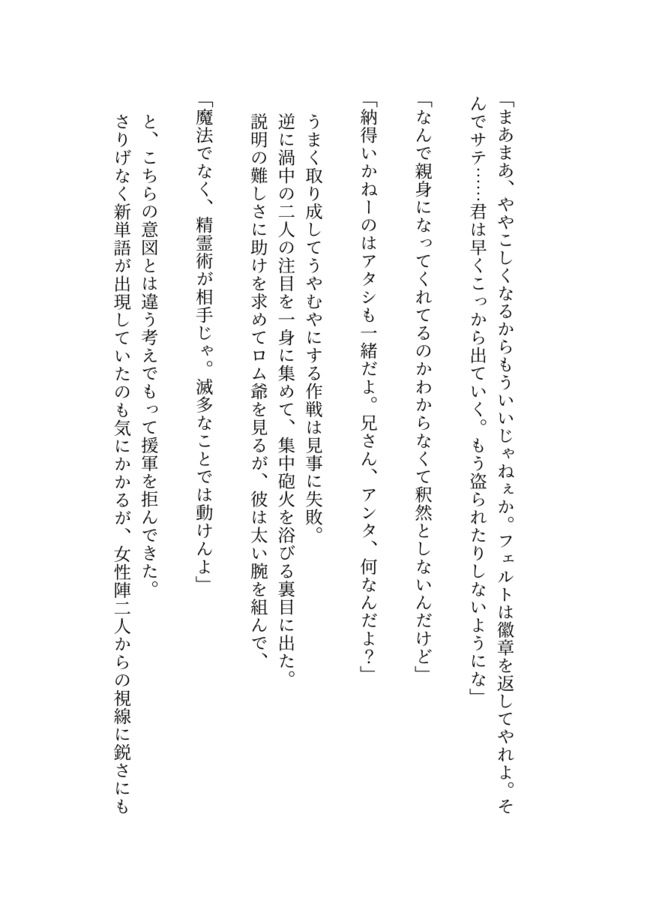 「まあまあ、ややこしくなるからもういいじゃねぇか。フェルトは徽章を返してやれよ。そ
んでサテ……君は早くこっから出ていく。もう盗られたりしないようにな」
「なんで親身になってくれてるのかわからなくて釈然としないんだけど」
「納得いかねーのはアタシも一緒だよ。兄さん、アンタ、何なんだよ？」
うまく取り成してうやむやにする作戦は見事に失敗。
逆に渦中の二人の注目を一身に集めて、集中砲火を浴びる裏目に出た。
説明の難しさに助けを求めてロム爺を見るが、彼は太い腕を組んで、
「魔法でなく、精霊術が相手じゃ。滅多なことでは動けんよ」
と、こちらの意図とは違う考えでもって援軍を拒んできた。
さりげなく新単語が出現していたのも気にかかるが、女性陣二人からの視線に鋭さにも